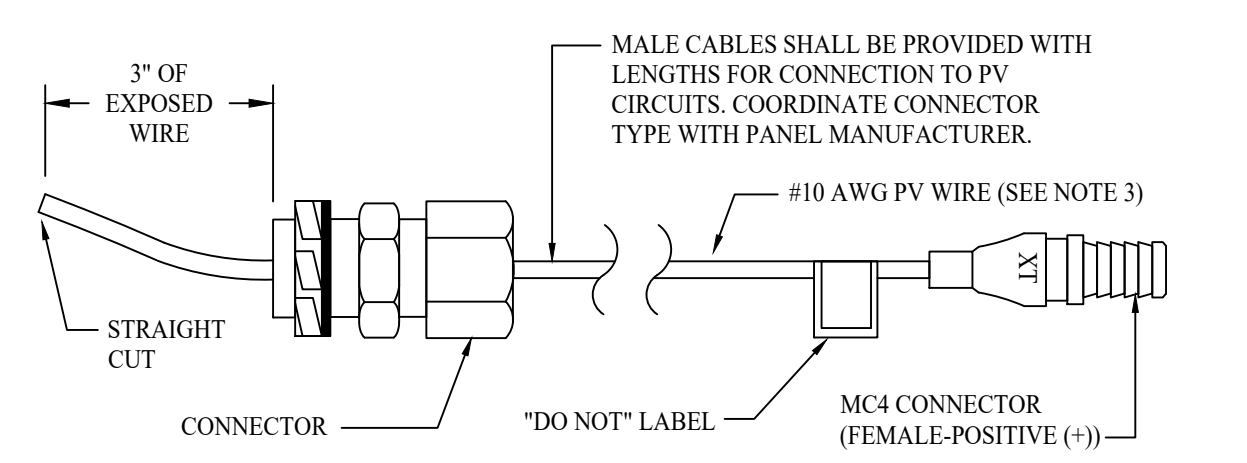 MALE CABLES SHALL BE PROVIDED WITH
LENGTHS FOR CONNECTION TO PV
CIRCUITS. COORDINATE CONNECTOR
TYPE WITH PANEL MANUFACTURER.
3" OF
EXPOSED
WIRE
#10 AWG PV WIRE (SEE NOTE 3)
XT
STRAIGHT
CUT
CONNECTOR
"DO NOT" LABEL
MC4 CONNECTOR
(FEMALE-POSITIVE (+))